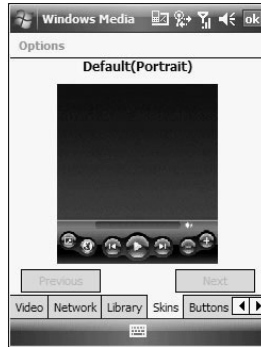 Windows Media ok
Options
Default(Portrait)
Previous Next
Video Network Library Skins Buttons